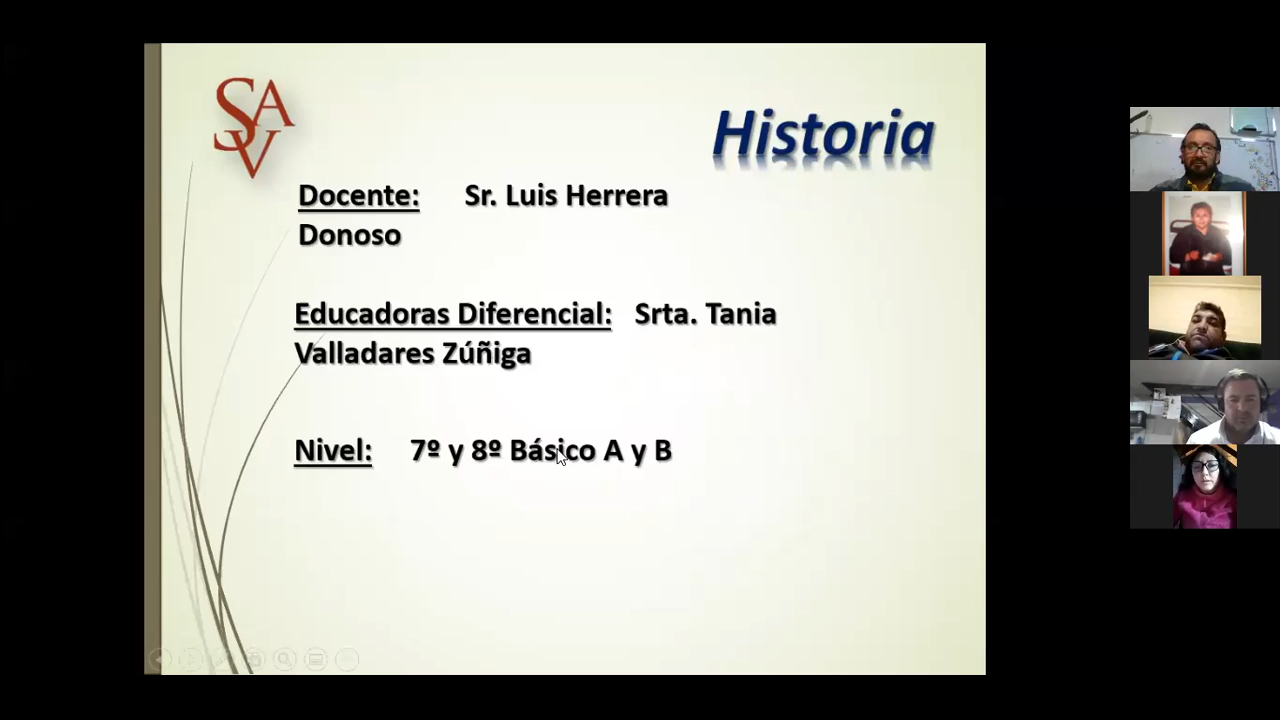 SAV
Historia
Docente: Sr. Luis Herrera
Donoso
Educadoras Diferencial: Srta. Tania
Valladares Zúñiga
Nivel: 7º y 8º Básico A y B